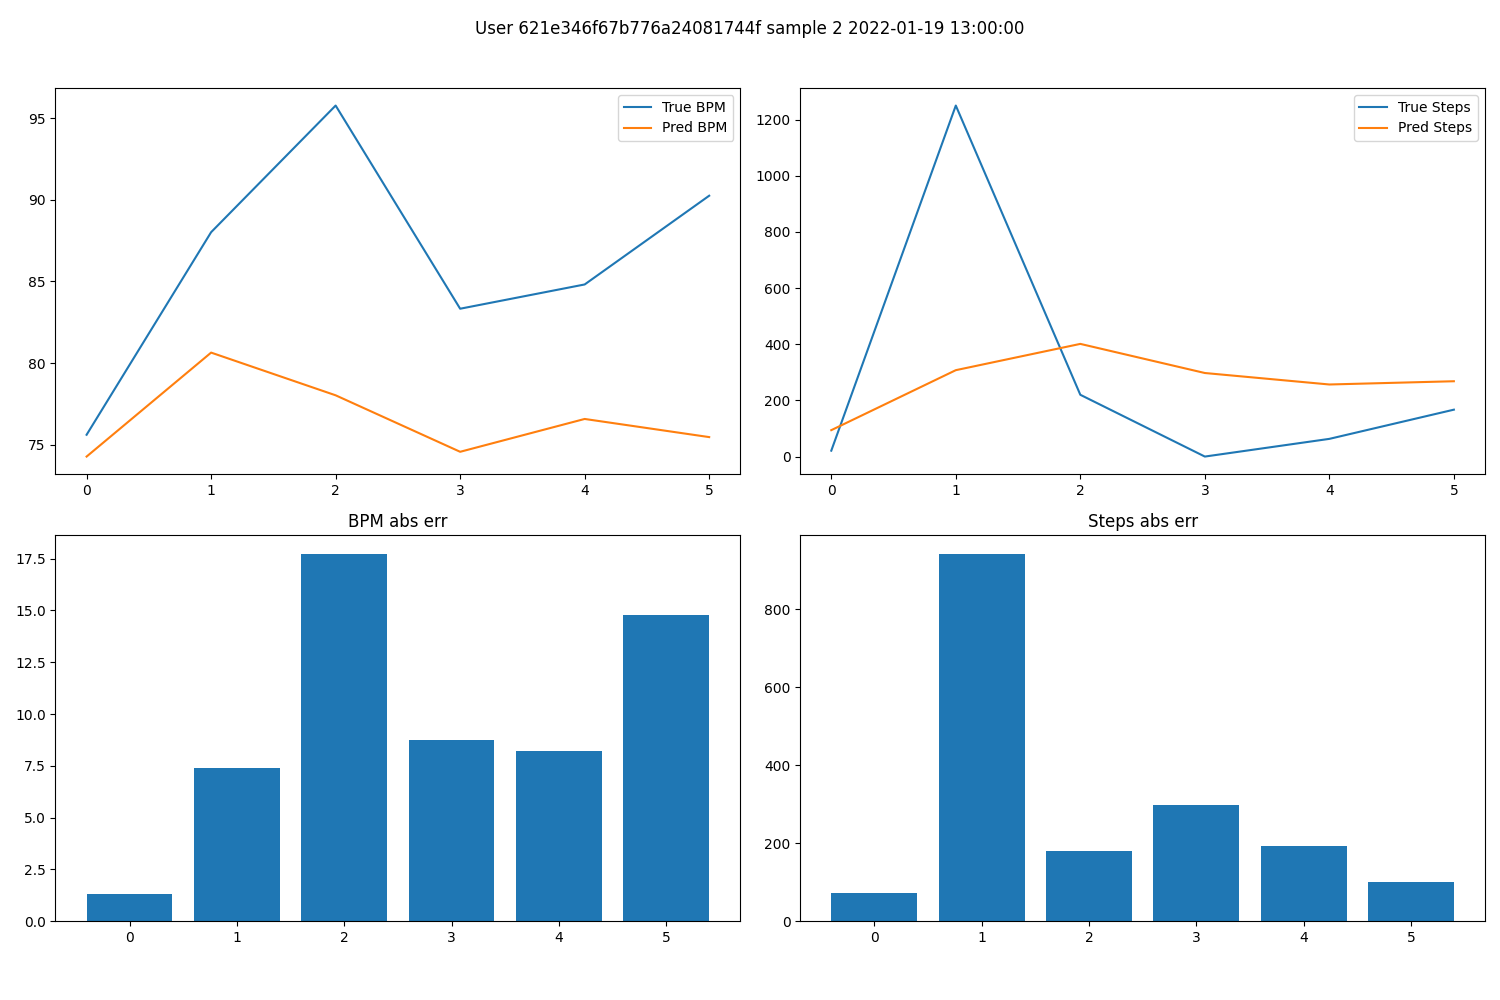 User 621e346f67b776a24081744f sample 2 2022-01-19 13:00:00
True BPM
Pred BPM
95
90
85
80
75
0 1 2 3 4 5
True Steps
Pred Steps
1200
1000
800
600
400
200
0
0 1 2 3 4 5
BPM abs err
17.5
15.0
12.5
10.0
7.5
5.0
2.5
0.0
0 1 2 3 4 5
Steps abs err
800
600
400
200
0
0 1 2 3 4 5